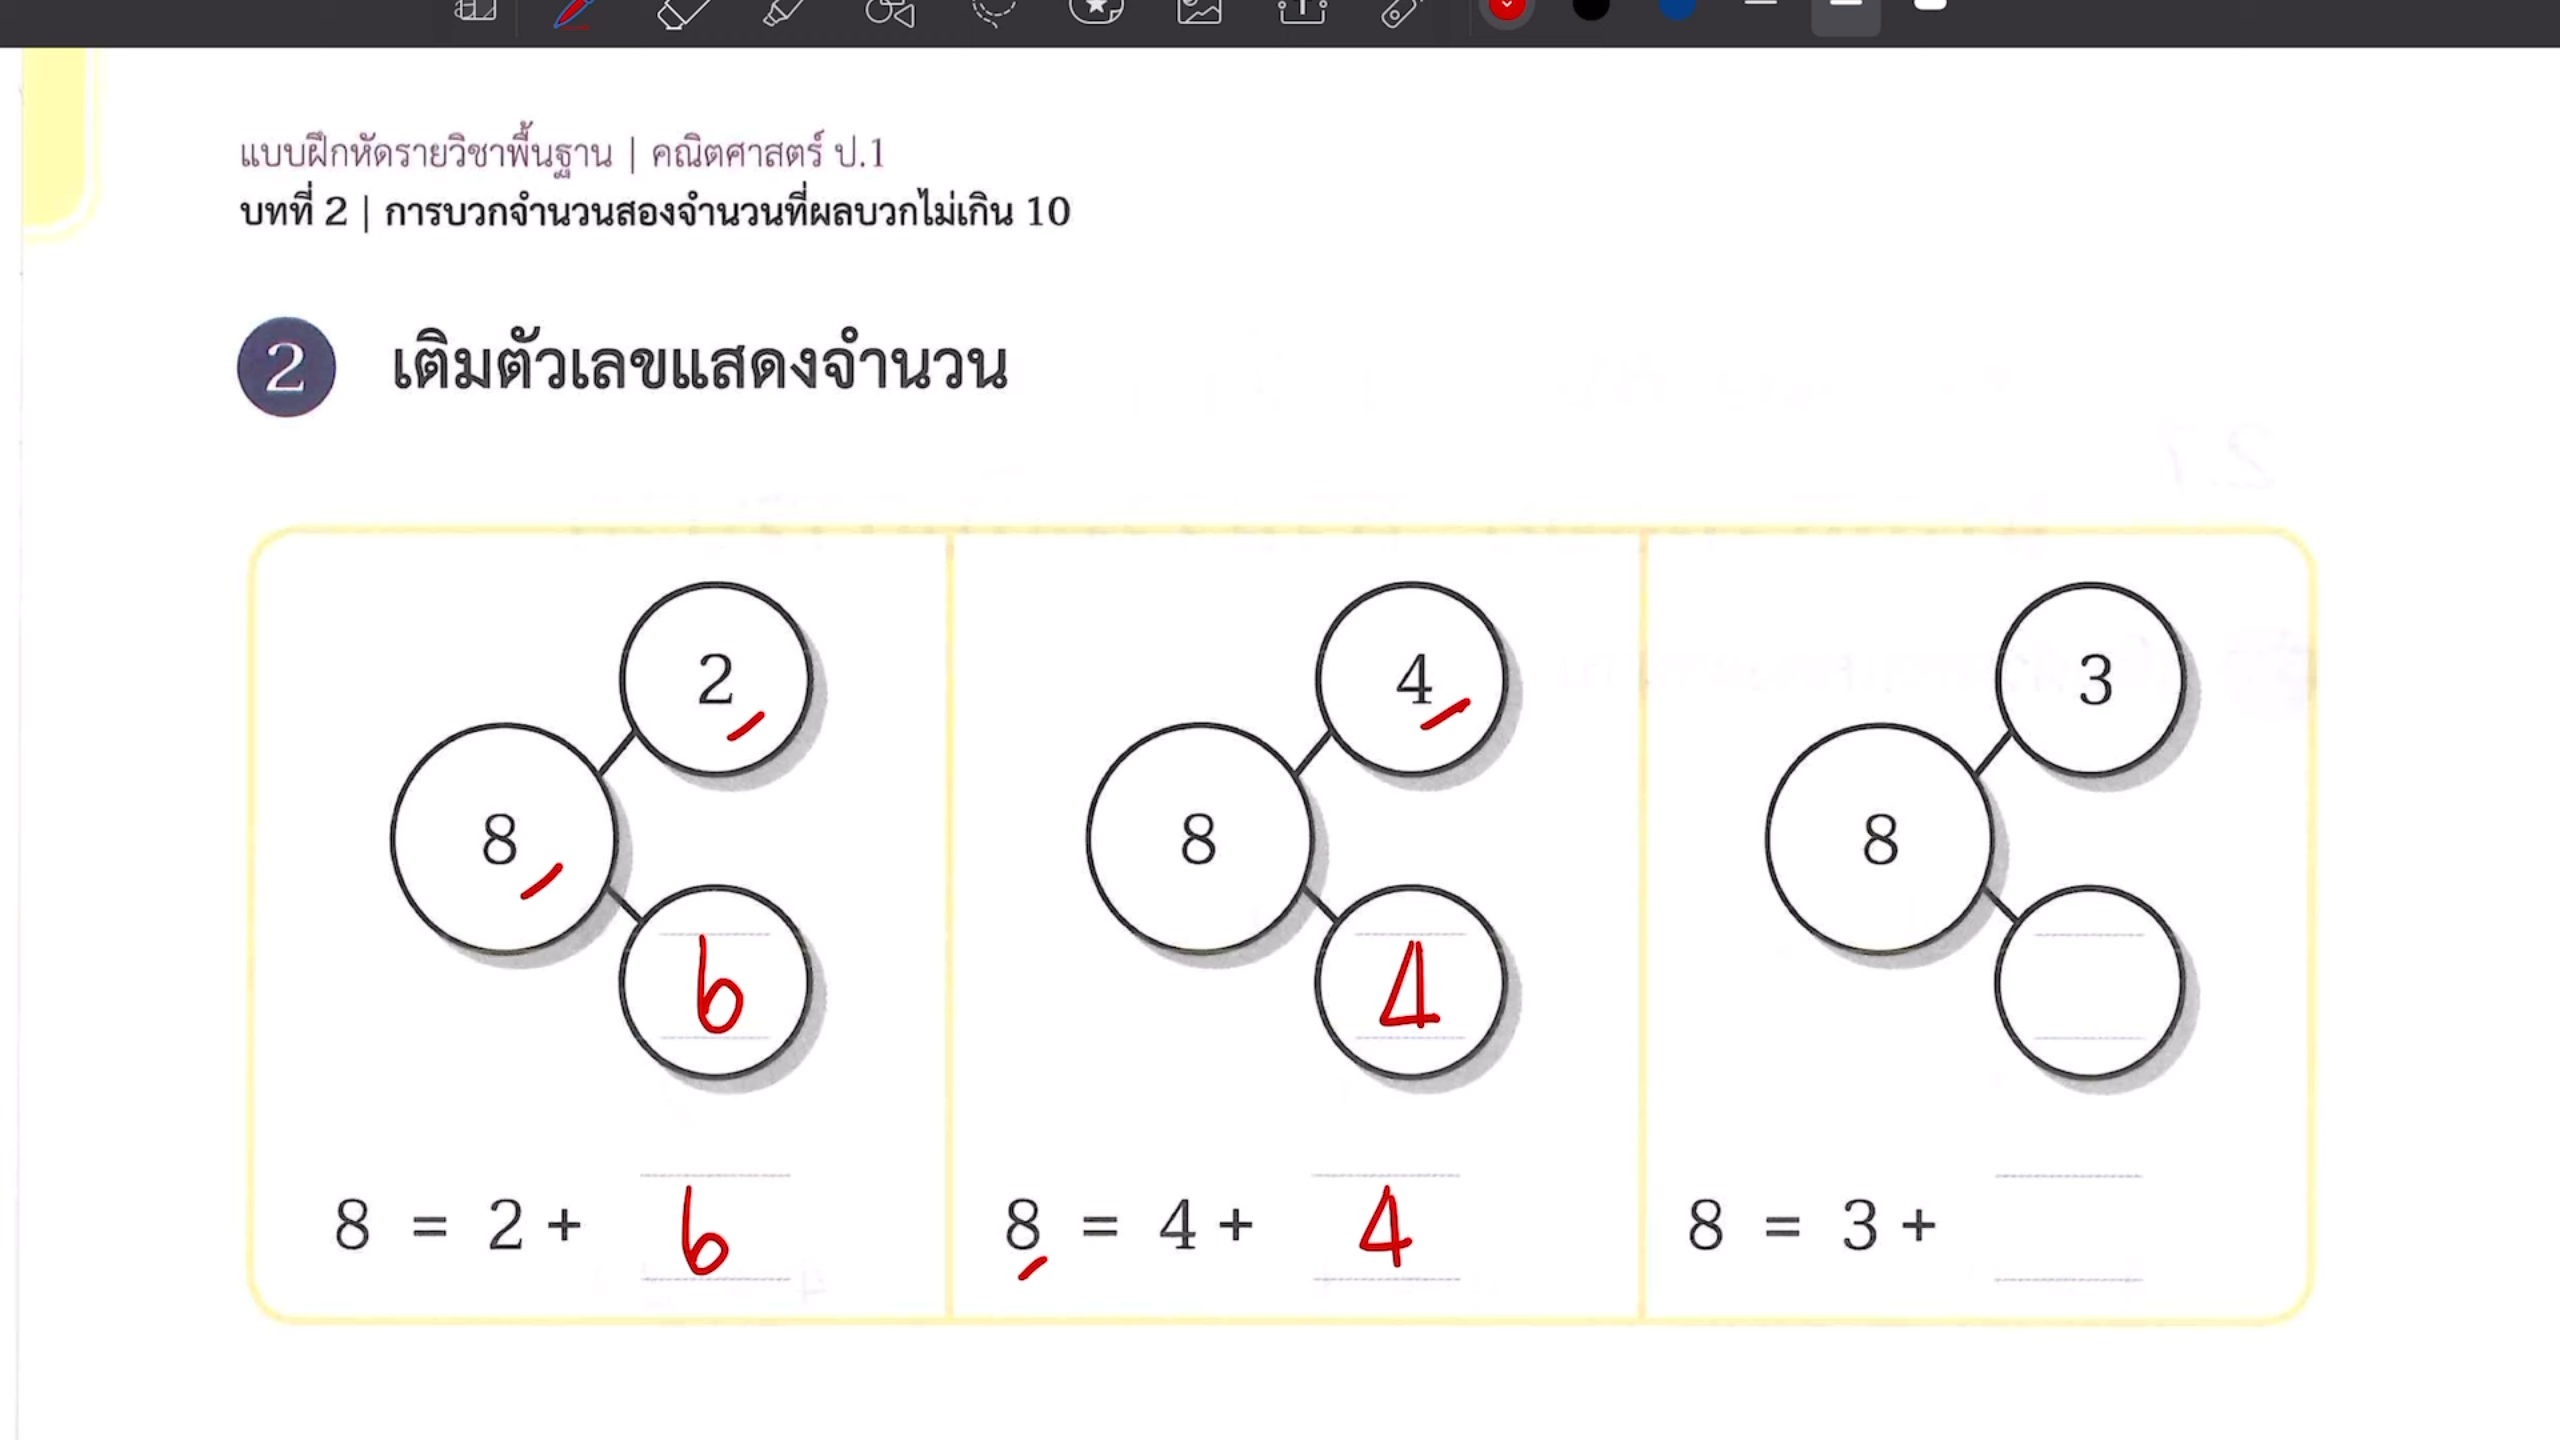 แบบฝึกหัดรายวิชาพื้นฐาน | คณิตศาสตร์ ป.1
บทที่ 2 | การบวกจำนวนสองจำนวนที่ผลบวกไม่เกิน 10
2 เติมตัวเลขแสดงจำนวน
2
8
6
8 = 2 + 6
4
8
4
8 = 4 + 4
3
8
8 = 3 +